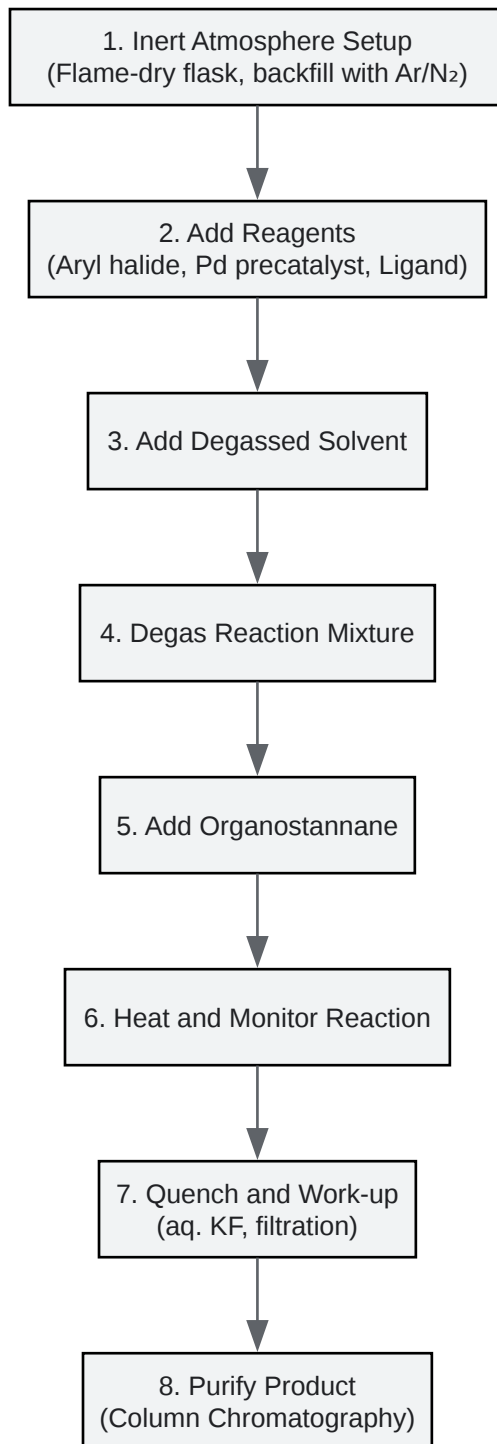 1. Inert Atmosphere Setup
(Flame-dry flask, backfill with Ar/N₂)
2. Add Reagents
(Aryl halide, Pd precatalyst, Ligand)
3. Add Degassed Solvent
4. Degas Reaction Mixture
5. Add Organostannane
6. Heat and Monitor Reaction
7. Quench and Work-up
(aq. KF, filtration)
8. Purify Product
(Column Chromatography)